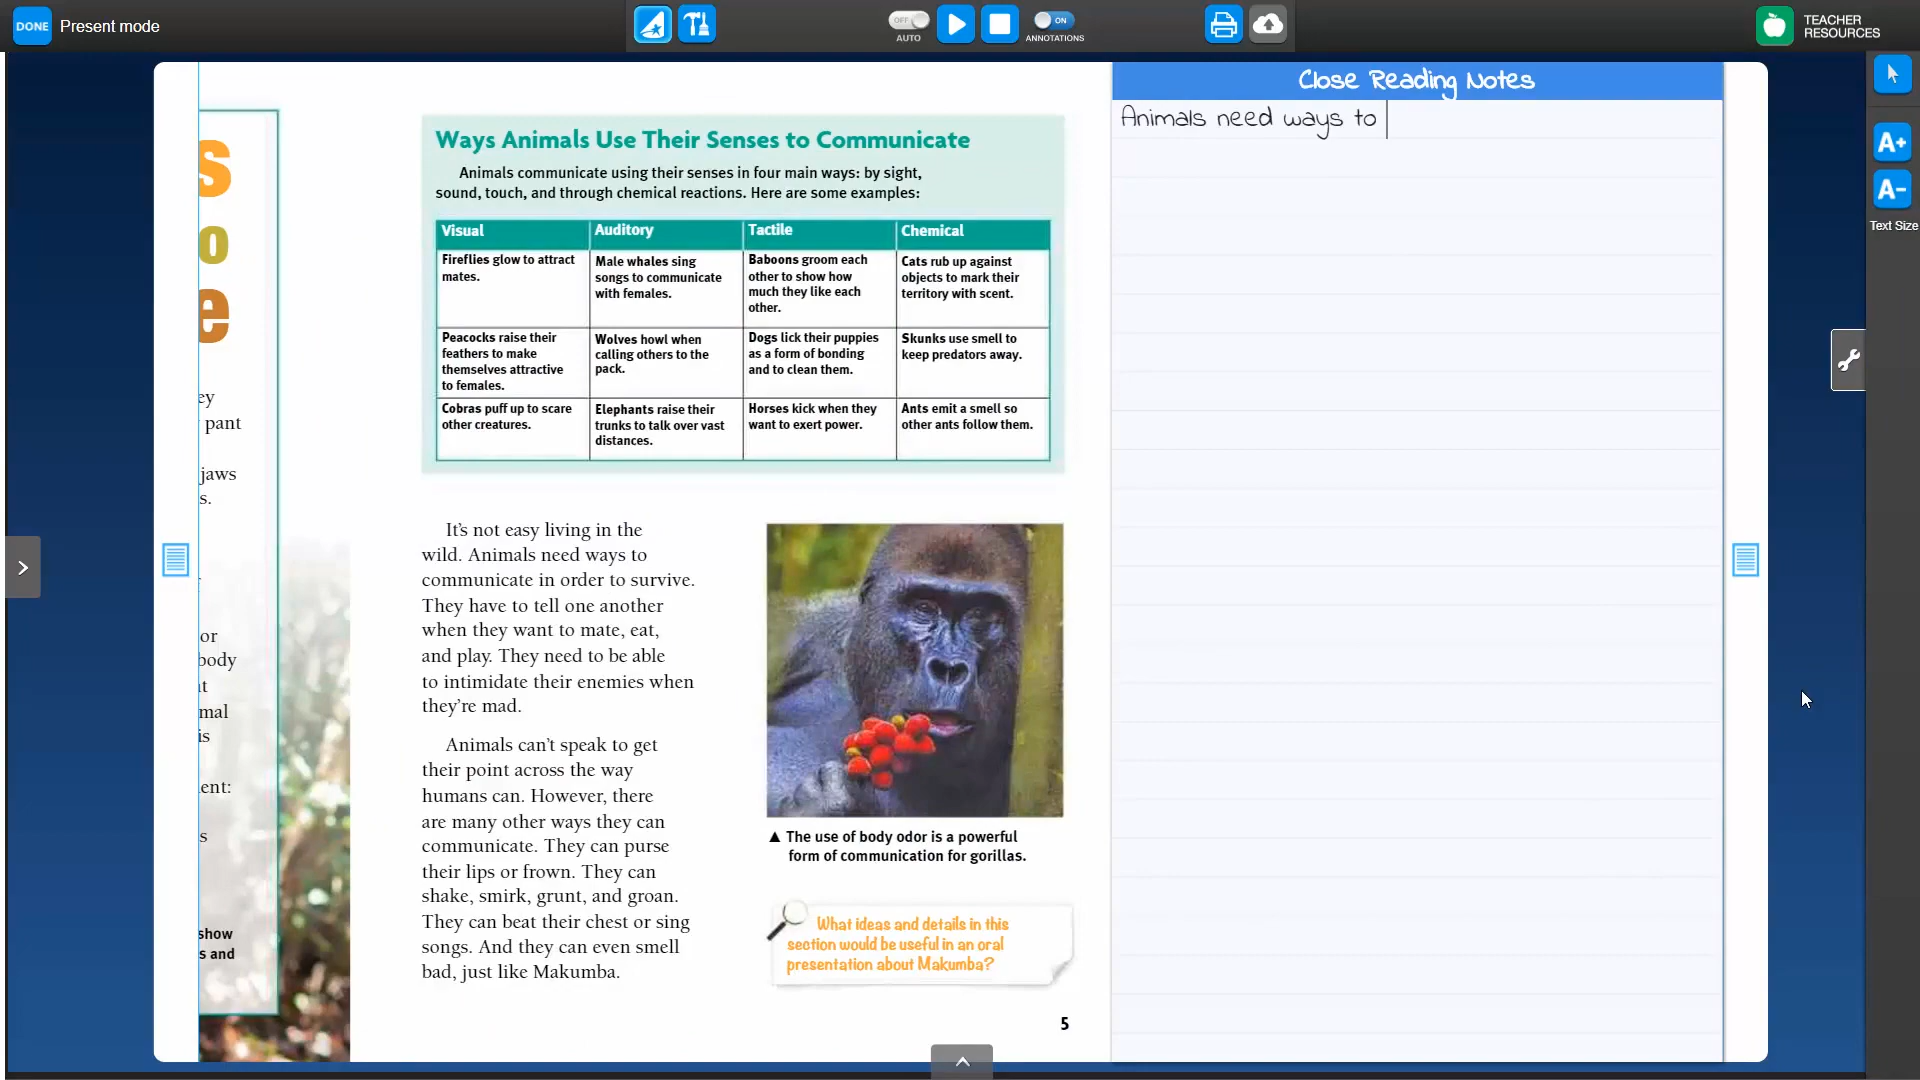 DONE
Present mode
OFF
AUTO
ON
ANNOTATIONS
TEACHER
RESOURCES
s
o
e
ey
pant
jaws
s.
or
body
mal
is
ent:
s
show
s and
Ways Animals Use Their Senses to Communicate
Animals communicate using their senses in four main ways: by sight,
sound, touch, and through chemical reactions. Here are some examples:
Visual
Auditory
Tactile
Chemical
Fireflies glow to attract
mates.
Male whales sing
songs to communicate
with females.
Baboons groom each
other to show how
much they like each
other.
Cats rub up against
objects to mark their
territory with scent.
Peacocks raise their
feathers to make
themselves attractive
to females.
Wolves howl when
calling others to the
pack.
Dogs lick their puppies
as a form of bonding
and to clean them.
Skunks use smell to
keep predators away.
Cobras puff up to scare
other creatures.
Elephants raise their
trunks to talk over vast
distances.
Horses kick when they
want to exert power.
Ants emit a smell so
other ants follow them.
It's not easy living in the
wild. Animals need ways to
communicate in order to survive.
They have to tell one another
when they want to mate, eat,
and play. They need to be able
to intimidate their enemies when
they're mad.
Animals can't speak to get
their point across the way
humans can. However, there
are many other ways they can
communicate. They can purse
their lips or frown. They can
shake, smirk, grunt, and groan.
They can beat their chest or sing
songs. And they can even smell
bad, just like Makumba.
▲ The use of body odor is a powerful
form of communication for gorillas.
What ideas and details in this
section would be useful in an oral
presentation about Makumba?
5
Close Reading Notes
Animals need ways to
A+
A-
Text Size